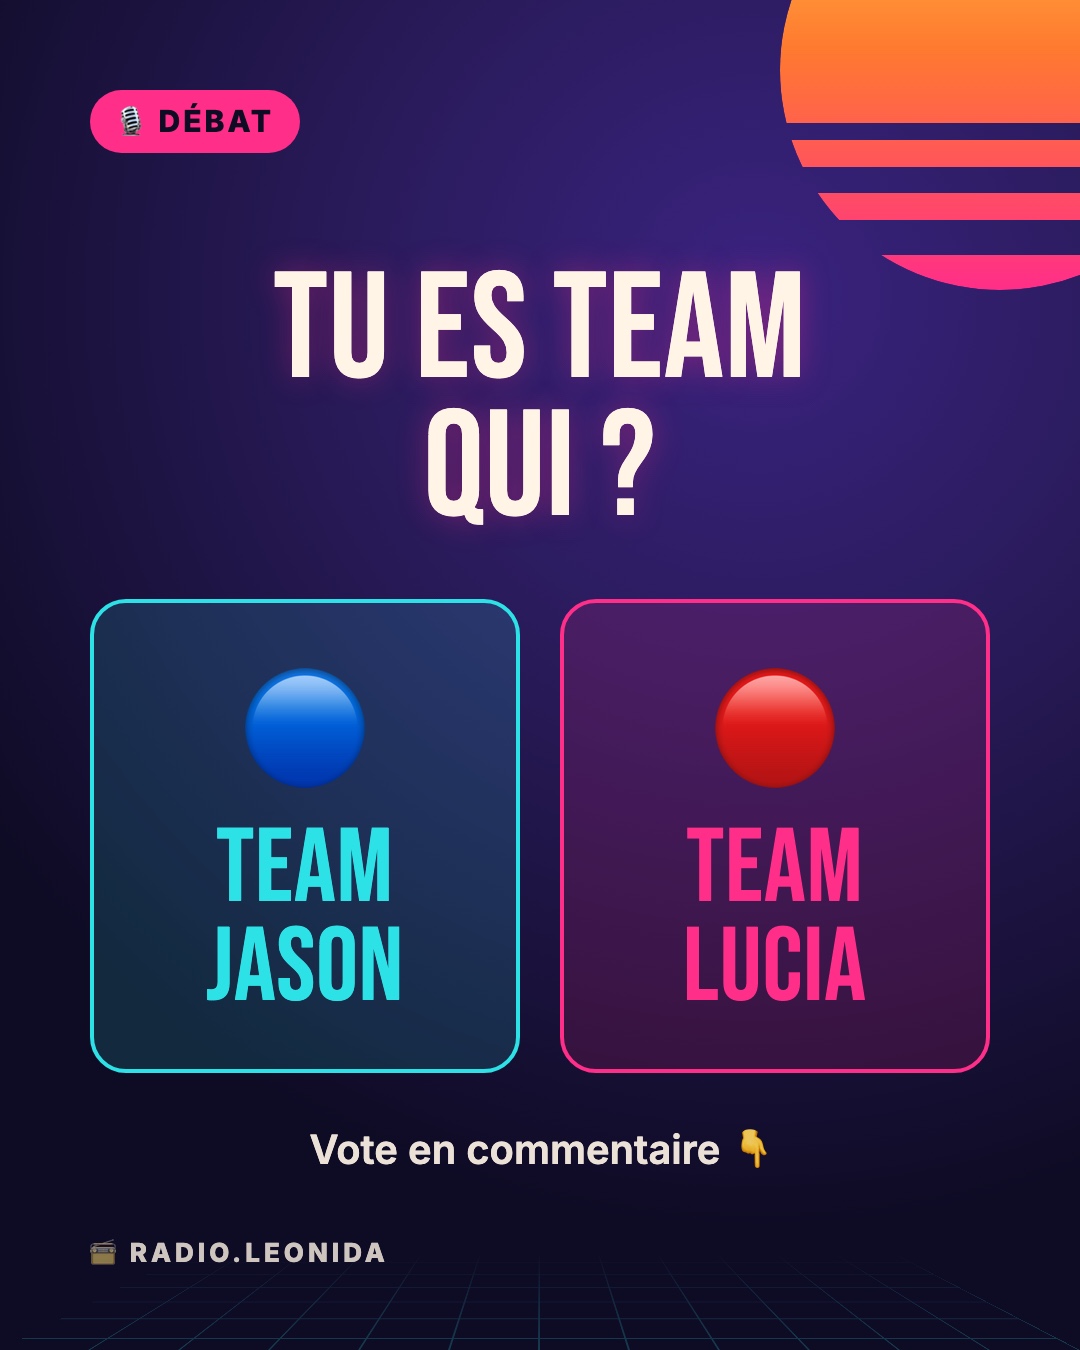 🎙️ DÉBAT
TU ES TEAM
QUI ?
TEAM
JASON
TEAM
LUCIA
Vote en commentaire 👇
📻 RADIO.LEONIDA